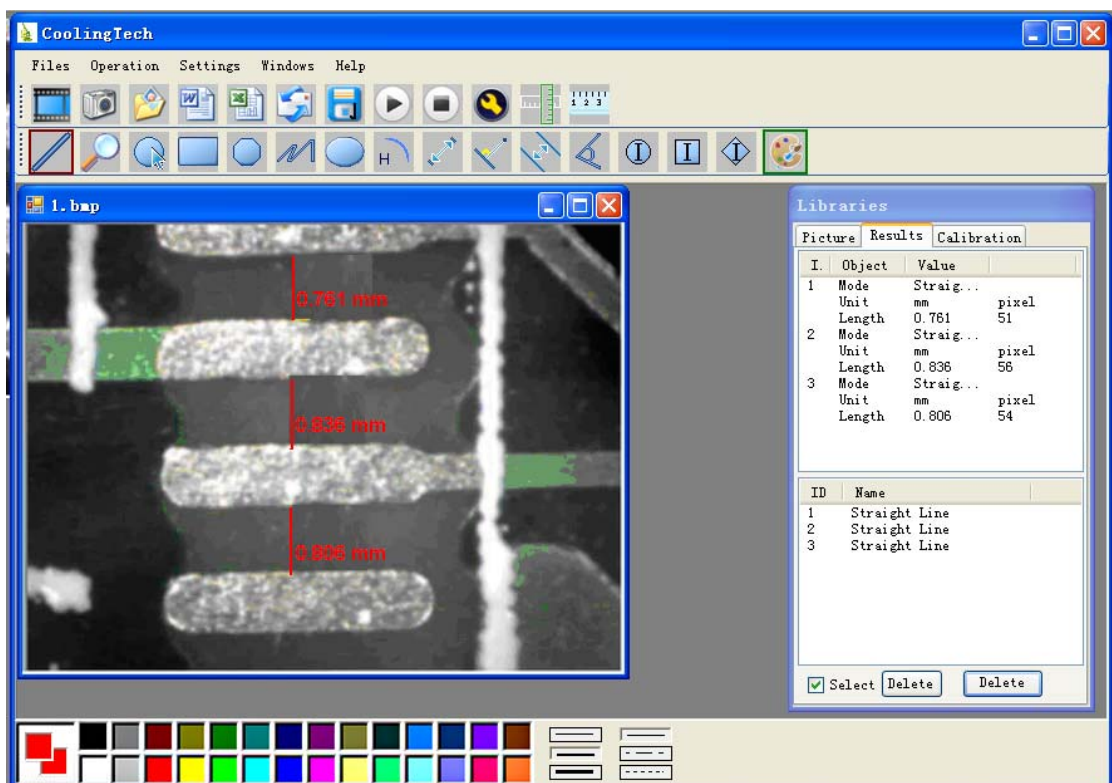 CoolingTech
Files Operation Settings Windows Help
1 2 3
H
1.bmp
0.761 mm
0.836 mm
0.806 mm
Libraries
Picture Results Calibration
I. Object Value
1 Mode Straig...
Unit mm pixel
Length 0.761 51
2 Mode Straig...
Unit mm pixel
Length 0.836 56
3 Mode Straig...
Unit mm pixel
Length 0.806 54
ID Name
1 Straight Line
2 Straight Line
3 Straight Line
Select Delete Delete